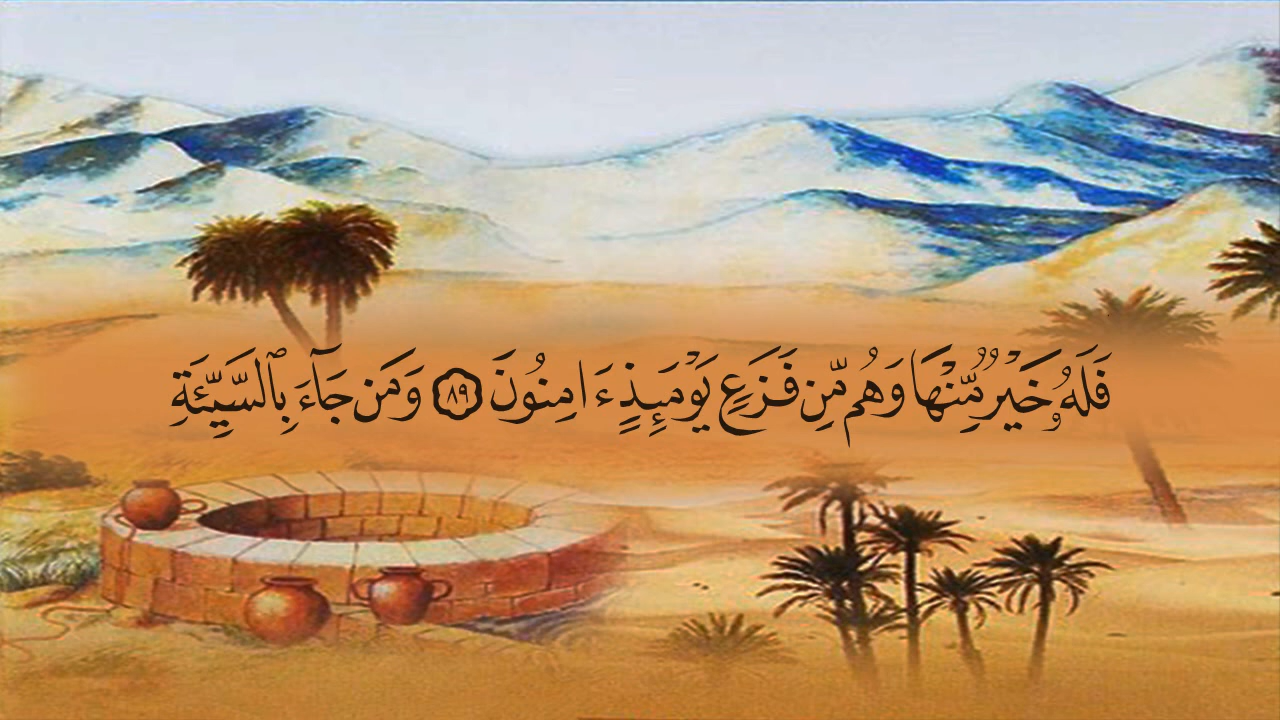 فَلَهُۥ خَيْرٌ مِّنْهَا وَهُم مِّن فَزَعٍ يَوْمَئِذٍ ءَامِنُونَ ٨٩ وَمَن جَآءَ بِٱلسَّيِّئَةِ